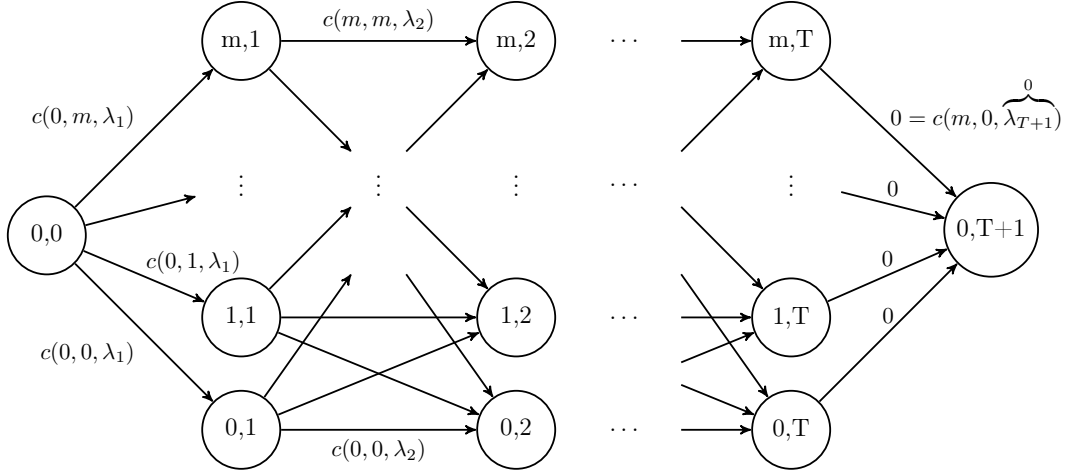 m,1
c(m, m, λ₂)
m,2
···
m,T
c(0, m, λ₁)
0
0 = c(m, 0, λ_{T+1})
⋮
⋮
⋮
···
⋮
0
0,0
0,T+1
c(0, 1, λ₁)
0
1,1
1,2
···
1,T
0
c(0, 0, λ₁)
0,1
0,2
···
0,T
c(0, 0, λ₂)